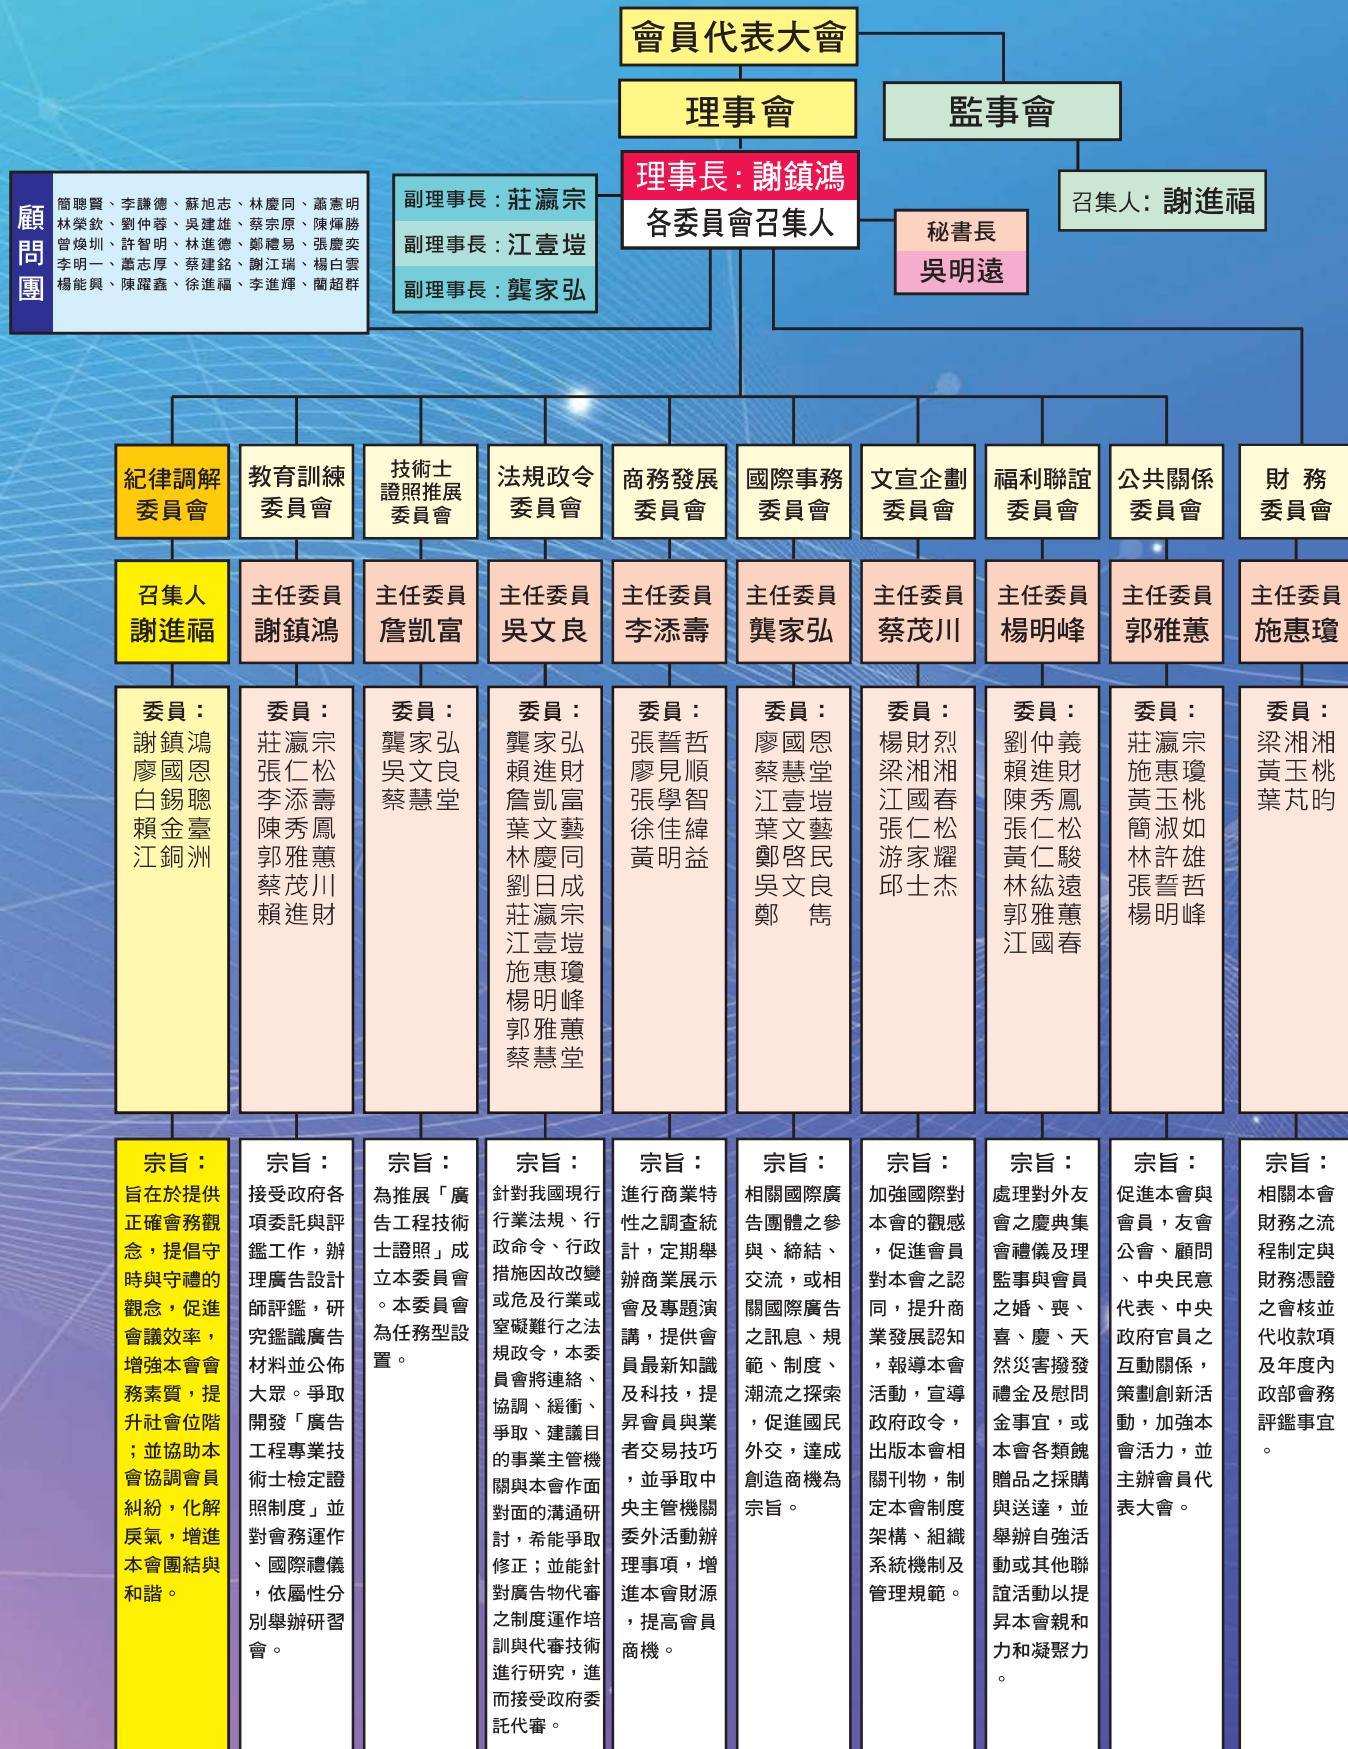 會員代表大會
理事會
監事會
理事長：謝鎮鴻
各委員會召集人
召集人：謝進福
副理事長：莊瀛宗
副理事長：江壹塏
副理事長：龔家弘
秘書長
吳明遠
顧問團
簡聰賢、李謙德、蘇旭志、林慶同、蕭憲明
林榮欽、劉仲蓉、吳建雄、蔡宗原、陳煇勝
曾煥圳、許智明、林進德、鄭禮易、張慶奕
李明一、蕭志厚、蔡建銘、謝江瑞、楊白雲
楊能興、陳躍鑫、徐進福、李進輝、藺超群
紀律調解
委員會
召集人
謝進福
委員：
謝鎮鴻
廖國恩
白錫聰
賴金臺
江銅洲
宗旨：
旨在於提供
正確會務觀
念，提倡守
時與守禮的
觀念，促進
會議效率，
增強本會會
務素質，提
升社會位階
；並協助本
會協調會員
糾紛，化解
戾氣，增進
本會團結與
和諧。
教育訓練
委員會
主任委員
謝鎮鴻
委員：
莊瀛宗
張仁松
李添壽
陳秀鳳
郭雅蕙
蔡茂川
賴進財
宗旨：
接受政府各
項委託與評
鑑工作，辦
理廣告設計
師評鑑，研
究鑑識廣告
材料並公佈
大眾。爭取
開發「廣告
工程專業技
術士檢定證
照制度」並
對會務運作
、國際禮儀
，依屬性分
別舉辦研習
會。
技術士
證照推展
委員會
主任委員
詹凱富
委員：
龔家弘
吳文良
蔡慧堂
宗旨：
為推展「廣
告工程技術
士證照」成
立本委員會
。本委員會
為任務型設
置。
法規政令
委員會
主任委員
吳文良
委員：
龔家弘
賴進財
詹凱富
葉文藝
林慶同
劉日成
莊瀛宗
江壹塏
施惠瓊
楊明峰
郭雅蕙
蔡慧堂
宗旨：
針對我國現行
行業法規、行
政命令、行政
措施因故改變
或危及行業或
窒礙難行之法
規政令，本委
員會將連絡、
協調、緩衝、
爭取、建議目
的事業主管機
關與本會作面
對面的溝通研
討，希能爭取
修正；並能針
對廣告物代審
之制度運作培
訓與代審技術
進行研究，進
而接受政府委
託代審。
商務發展
委員會
主任委員
李添壽
委員：
張誓哲
廖見順
張學智
徐佳緯
黃明益
宗旨：
進行商業特
性之調查統
計，定期舉
辦商業展示
會及專題演
講，提供會
員最新知識
及科技，提
昇會員與業
者交易技巧
，並爭取中
央主管機關
委外活動辦
理事項，增
進本會財源
，提高會員
商機。
國際事務
委員會
主任委員
龔家弘
委員：
廖國恩
蔡慧堂
江壹塏
葉文藝
鄭啓民
吳文良
鄭　雋
宗旨：
相關國際廣
告團體之參
與、締結、
交流，或相
關國際廣告
之訊息、規
範、制度、
潮流之探索
，促進國民
外交，達成
創造商機為
宗旨。
文宣企劃
委員會
主任委員
蔡茂川
委員：
楊財烈
梁湘湘
江國春
張仁松
游家耀
邱士杰
宗旨：
加強國際對
本會的觀感
，促進會員
對本會之認
同，提升商
業發展認知
，報導本會
活動，宣導
政府政令，
出版本會相
關刊物，制
定本會制度
架構、組織
系統機制及
管理規範。
福利聯誼
委員會
主任委員
楊明峰
委員：
劉仲義
賴進財
陳秀鳳
張仁松
黃仁駿
林紘遠
郭雅蕙
江國春
宗旨：
處理對外友
會之慶典集
會禮儀及理
監事與會員
之婚、喪、
喜、慶、天
然災害撥發
禮金及慰問
金事宜，或
本會各類餽
贈品之採購
與送達，並
舉辦自強活
動或其他聯
誼活動以提
昇本會親和
力和凝聚力
。
公共關係
委員會
主任委員
郭雅蕙
委員：
莊瀛宗
施惠瓊
黃玉桃
簡淑如
林許雄
張誓哲
楊明峰
宗旨：
促進本會與
會員，友會
公會、顧問
、中央民意
代表、中央
政府官員之
互動關係，
策劃創新活
動，加強本
會活力，並
主辦會員代
表大會。
財 務
委員會
主任委員
施惠瓊
委員：
梁湘湘
黃玉桃
葉芃昀
宗旨：
相關本會
財務之流
程制定與
財務憑證
之會核並
代收款項
及年度內
政部會務
評鑑事宜
。